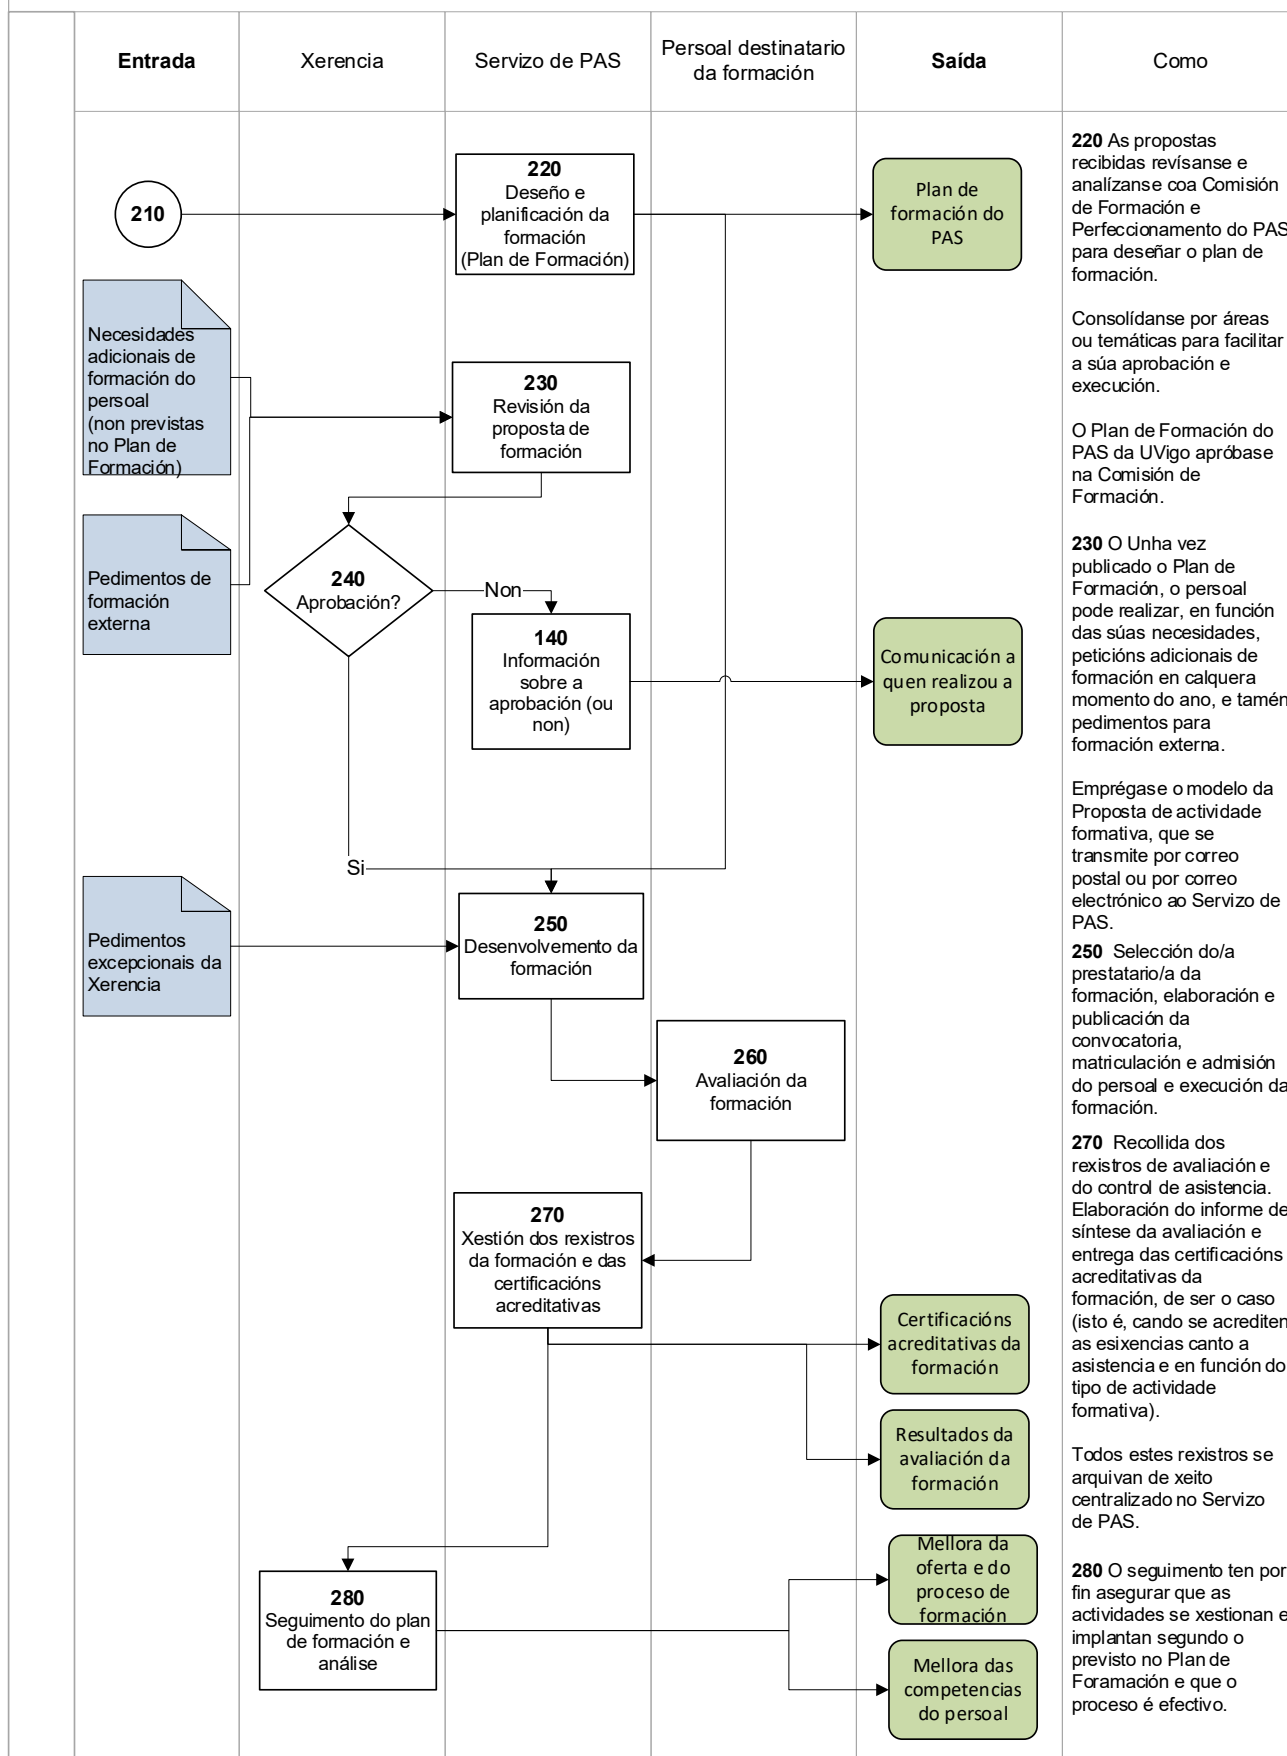 Entrada
Xerencia
Servizo de PAS
Persoal destinatario
da formación
Saída
Como
210
220
Deseño e
planificación da
formación
(Plan de Formación)
Plan de
formación do
PAS
Necesidades
adicionais de
formación do
persoal
(non previstas
no Plan de
Formación)
230
Revisión da
proposta de
formación
Pedimentos de
formación
externa
240
Aprobación?
Non
140
Información
sobre a
aprobación (ou
non)
Comunicación a
quen realizou a
proposta
Si
Pedimentos
excepcionais da
Xerencia
250
Desenvolvemento da
formación
260
Avaliación da
formación
270
Xestión dos rexistros
da formación e das
certificacións
acreditativas
Certificacións
acreditativas da
formación
Resultados da
avaliación da
formación
280
Seguimento do plan
de formación e
análise
Mellora da
oferta e do
proceso de
formación
Mellora das
competencias
do persoal
220 As propostas
recibidas revísanse e
analízanse coa Comisión
de Formación e
Perfeccionamento do PAS
para deseñar o plan de
formación.
Consolídanse por áreas
ou temáticas para facilitar
a súa aprobación e
execución.
O Plan de Formación do
PAS da UVigo apróbase
na Comisión de
Formación.
230 O Unha vez
publicado o Plan de
Formación, o persoal
pode realizar, en función
das súas necesidades,
peticións adicionais de
formación en calquera
momento do ano, e tamén
pedimentos para
formación externa.
Emprégase o modelo da
Proposta de actividade
formativa, que se
transmite por correo
postal ou por correo
electrónico ao Servizo de
PAS.
250 Selección do/a
prestatario/a da
formación, elaboración e
publicación da
convocatoria,
matriculación e admisión
do persoal e execución da
formación.
270 Recollida dos
rexistros de avaliación e
do control de asistencia.
Elaboración do informe de
síntese da avaliación e
entrega das certificacións
acreditativas da
formación, de ser o caso
(isto é, cando se acrediten
as esixencias canto a
asistencia e en función do
tipo de actividade
formativa).
Todos estes rexistros se
arquivan de xeito
centralizado no Servizo
de PAS.
280 O seguimento ten por
fin asegurar que as
actividades se xestionan e
implantan segundo o
previsto no Plan de
Foramación e que o
proceso é efectivo.